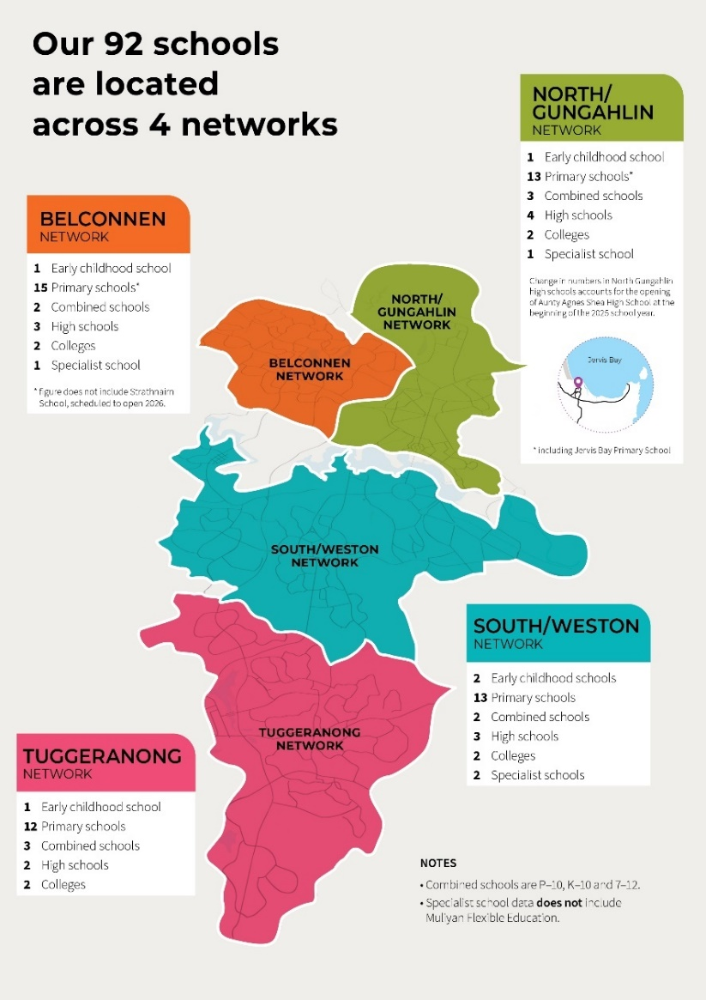 Our 92 schools
are located
across 4 networks
NORTH/
GUNGAHLIN
NETWORK
1 Early childhood school
13 Primary schools*
3 Combined schools
4 High schools
2 Colleges
1 Specialist school
Change in numbers in North Gungahlin
high schools accounts for the opening
of Aunty Agnes Shea High School at the
beginning of the 2025 school year.
Jervis Bay
* including Jervis Bay Primary School
BELCONNEN
NETWORK
1 Early childhood school
15 Primary schools*
2 Combined schools
3 High schools
2 Colleges
1 Specialist school
* figure does not include Strathnairn
School, scheduled to open 2026.
NORTH/
GUNGAHLIN
NETWORK
BELCONNEN
NETWORK
SOUTH/WESTON
NETWORK
TUGGERANONG
NETWORK
SOUTH/WESTON
NETWORK
2 Early childhood schools
13 Primary schools
2 Combined schools
3 High schools
2 Colleges
2 Specialist schools
TUGGERANONG
NETWORK
1 Early childhood school
12 Primary schools
3 Combined schools
2 High schools
2 Colleges
NOTES
• Combined schools are P–10, K–10 and 7–12.
• Specialist school data does not include
Muliyan Flexible Education.